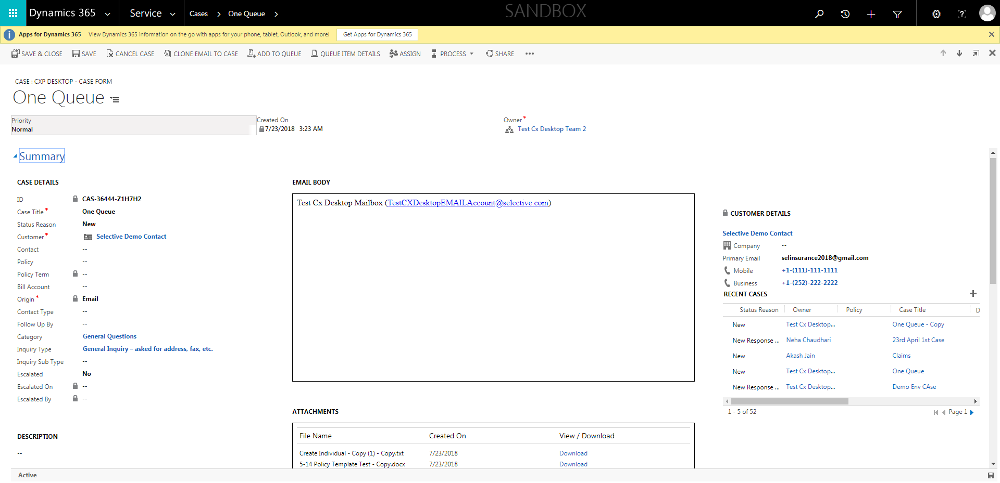 Dynamics 365 Service Cases One Queue SANDBOX
Apps for Dynamics 365 View Dynamics 365 information on the go with apps for your phone, tablet, Outlook, and more! Get Apps for Dynamics 365
SAVE & CLOSE SAVE CANCEL CASE CLONE EMAIL TO CASE ADD TO QUEUE QUEUE ITEM DETAILS ASSIGN PROCESS SHARE
CASE : CXP DESKTOP - CASE FORM
One Queue
Priority
Normal
Created On
7/23/2018 3:23 AM
Owner*
Test Cx Desktop Team 2
Summary
CASE DETAILS
ID CAS-36444-Z1H7H2
Case Title* One Queue
Status Reason New
Customer* Selective Demo Contact
Contact --
Policy --
Policy Term --
Bill Account --
Origin* Email
Contact Type --
Follow Up By --
Category General Questions
Inquiry Type General Inquiry – asked for address, fax, etc.
Inquiry Sub Type --
Escalated No
Escalated On --
Escalated By --
DESCRIPTION
--
EMAIL BODY
Test Cx Desktop Mailbox (TestCXDesktopEMAILAccount@selective.com)
ATTACHMENTS
File Name Created On View / Download
Create Individual - Copy (1) - Copy.txt 7/23/2018 Download
5-14 Policy Template Test - Copy.docx 7/23/2018 Download
CUSTOMER DETAILS
Selective Demo Contact
Company --
Primary Email selinsurance2018@gmail.com
Mobile +1-(111)-111-1111
Business +1-(252)-222-2222
RECENT CASES
Status Reason Owner Policy Case Title D
New Test Cx Desktop... One Queue - Copy
New Response ... Neha Chaudhari 23rd April 1st Case
New Akash Jain Claims
New Test Cx Desktop... One Queue
New Response ... Test Cx Desktop... Demo Env CAse
1 - 5 of 52 Page 1
Active